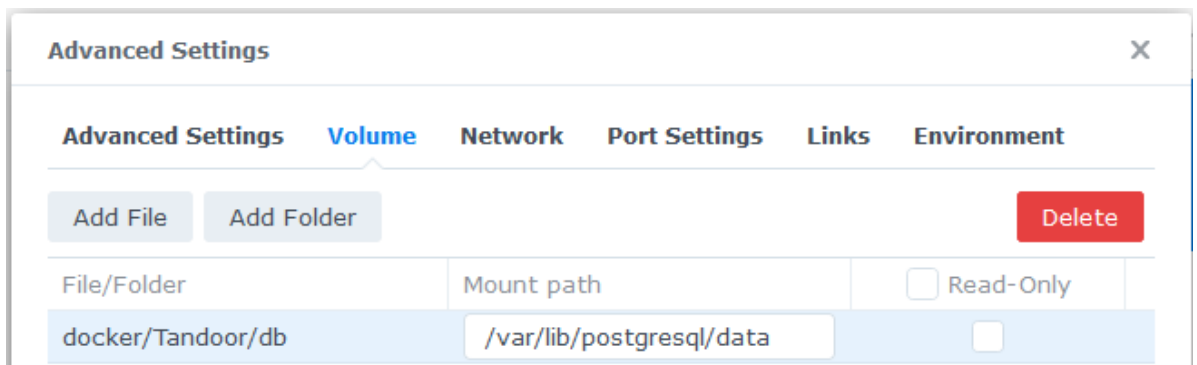 Advanced Settings
Advanced Settings Volume Network Port Settings Links Environment
Add File Add Folder Delete
File/Folder Mount path Read-Only
docker/Tandoor/db /var/lib/postgresql/data